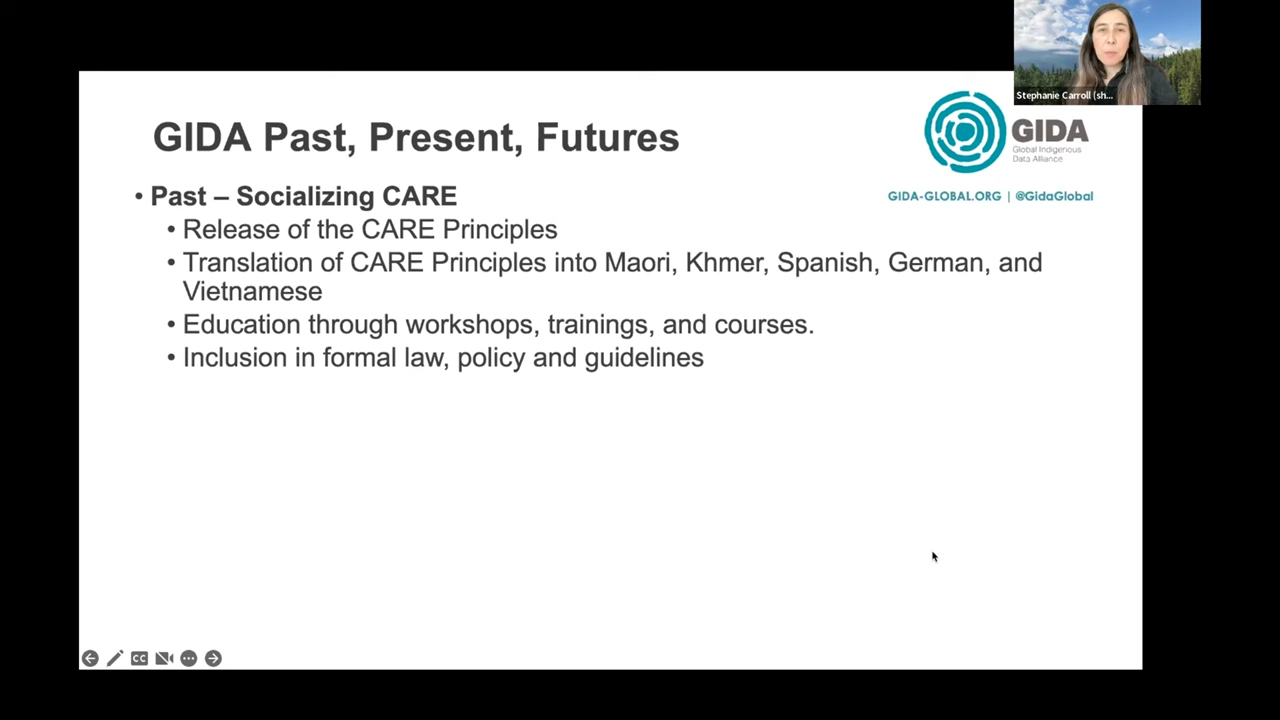 Stephanie Carroll (sh...
GIDA Past, Present, Futures
GIDA
Global Indigenous
Data Alliance
GIDA-GLOBAL.ORG | @GidaGlobal
• Past – Socializing CARE
• Release of the CARE Principles
• Translation of CARE Principles into Maori, Khmer, Spanish, German, and
Vietnamese
• Education through workshops, trainings, and courses.
• Inclusion in formal law, policy and guidelines
CC